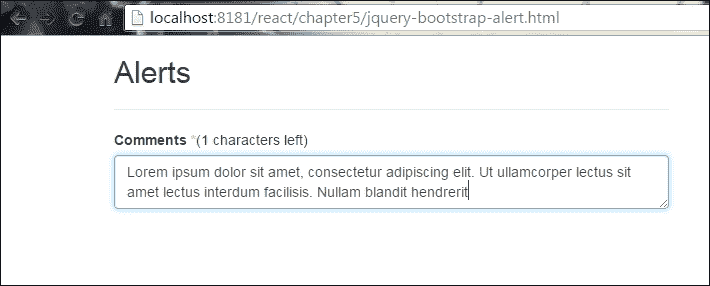 localhost:8181/react/chapter5/jquery-bootstrap-alert.html
Alerts
Comments *(1 characters left)
Lorem ipsum dolor sit amet, consectetur adipiscing elit. Ut ullamcorper lectus sit
amet lectus interdum facilisis. Nullam blandit hendrerit